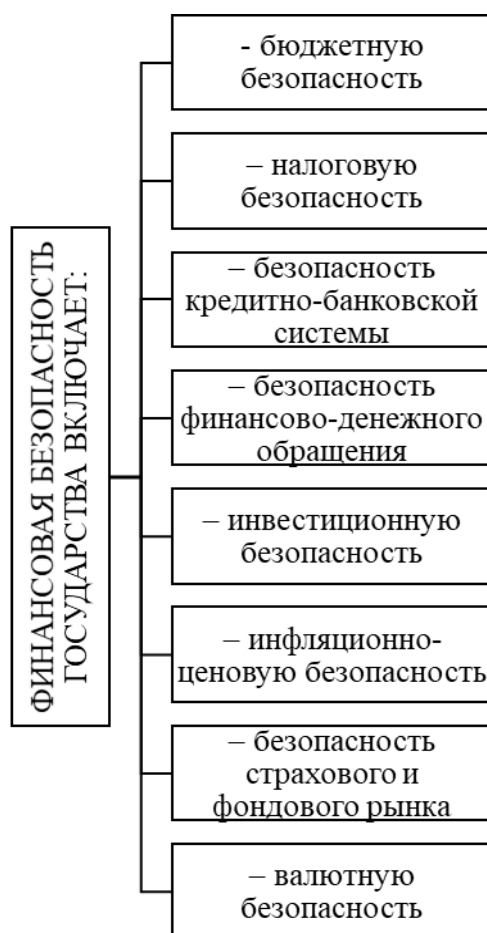 ФИНАНСОВАЯ БЕЗОПАСНОСТЬ
ГОСУДАРСТВА ВКЛЮЧАЕТ:
- бюджетную
безопасность
– налоговую
безопасность
– безопасность
кредитно-банковской
системы
– безопасность
финансово-денежного
обращения
– инвестиционную
безопасность
– инфляционно-
ценовую безопасность
– безопасность
страхового и
фондового рынка
– валютную
безопасность